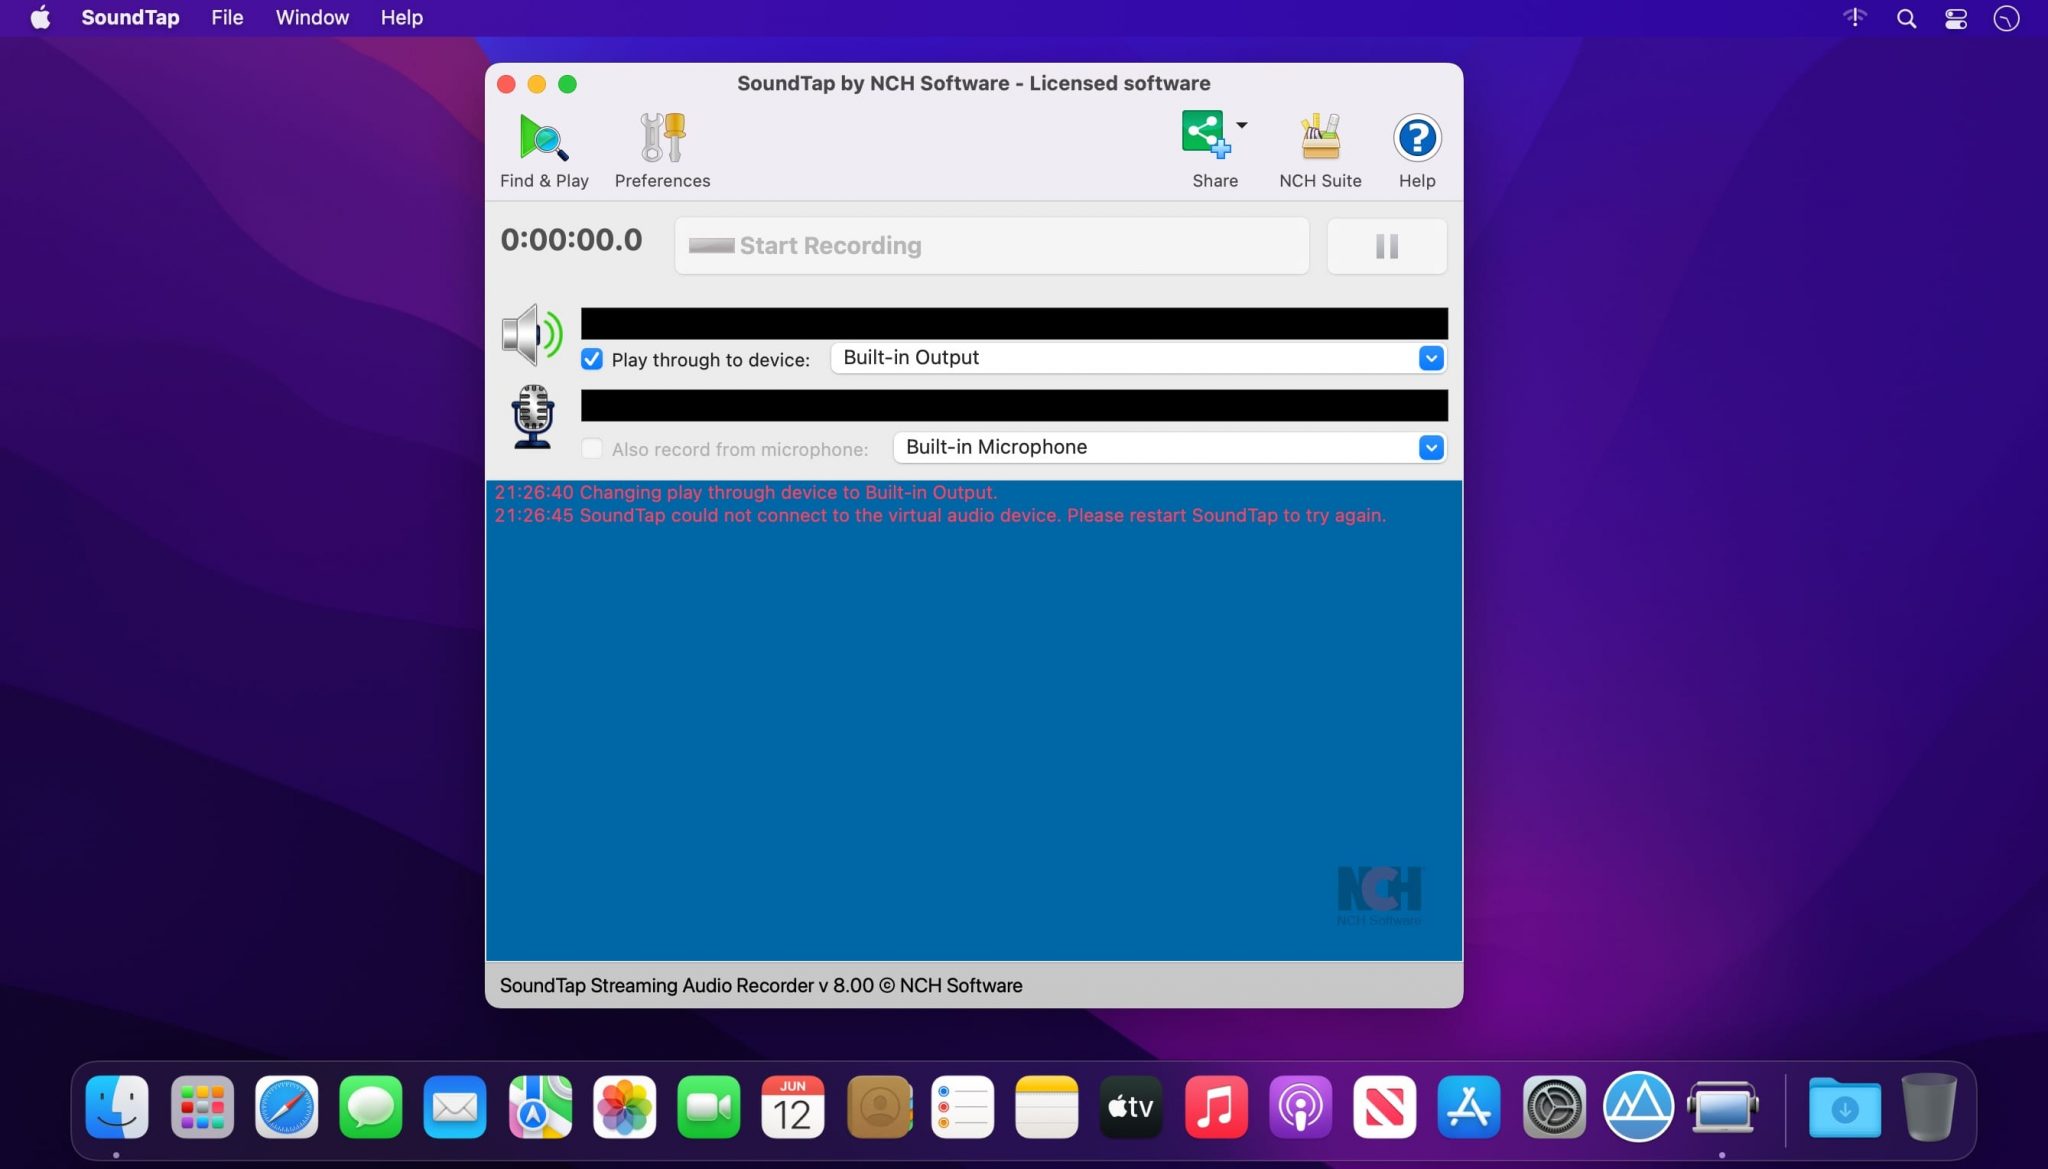 SoundTap File Window Help
SoundTap by NCH Software - Licensed software
Find & Play Preferences Share NCH Suite Help
0:00:00.0 Start Recording
Play through to device: Built-in Output
Also record from microphone: Built-in Microphone
21:26:40 Changing play through device to Built-in Output.
21:26:45 SoundTap could not connect to the virtual audio device. Please restart SoundTap to try again.
NCH
NCH Software
SoundTap Streaming Audio Recorder v 8.00 © NCH Software
JUN
12
tv